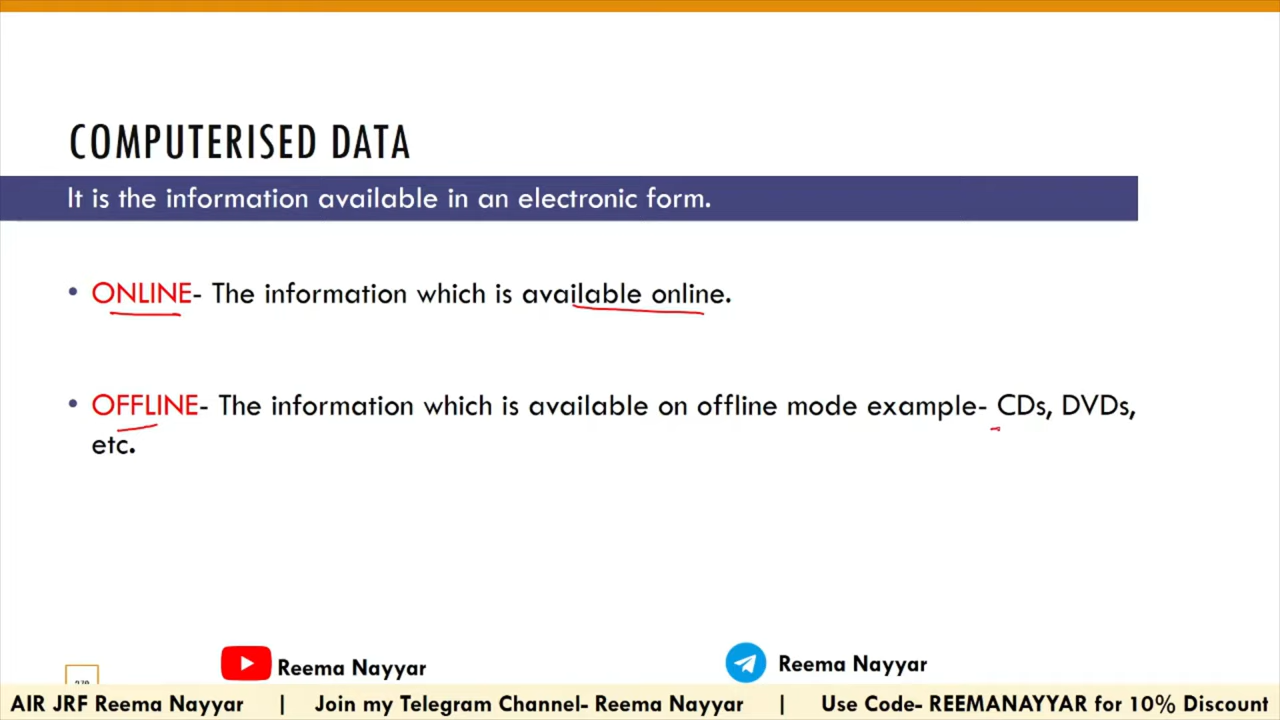 COMPUTERISED DATA
It is the information available in an electronic form.
• ONLINE- The information which is available online.
• OFFLINE- The information which is available on offline mode example- CDs, DVDs,
etc.
Reema Nayyar
Reema Nayyar
AIR JRF Reema Nayyar | Join my Telegram Channel- Reema Nayyar | Use Code- REEMANAYYAR for 10% Discount